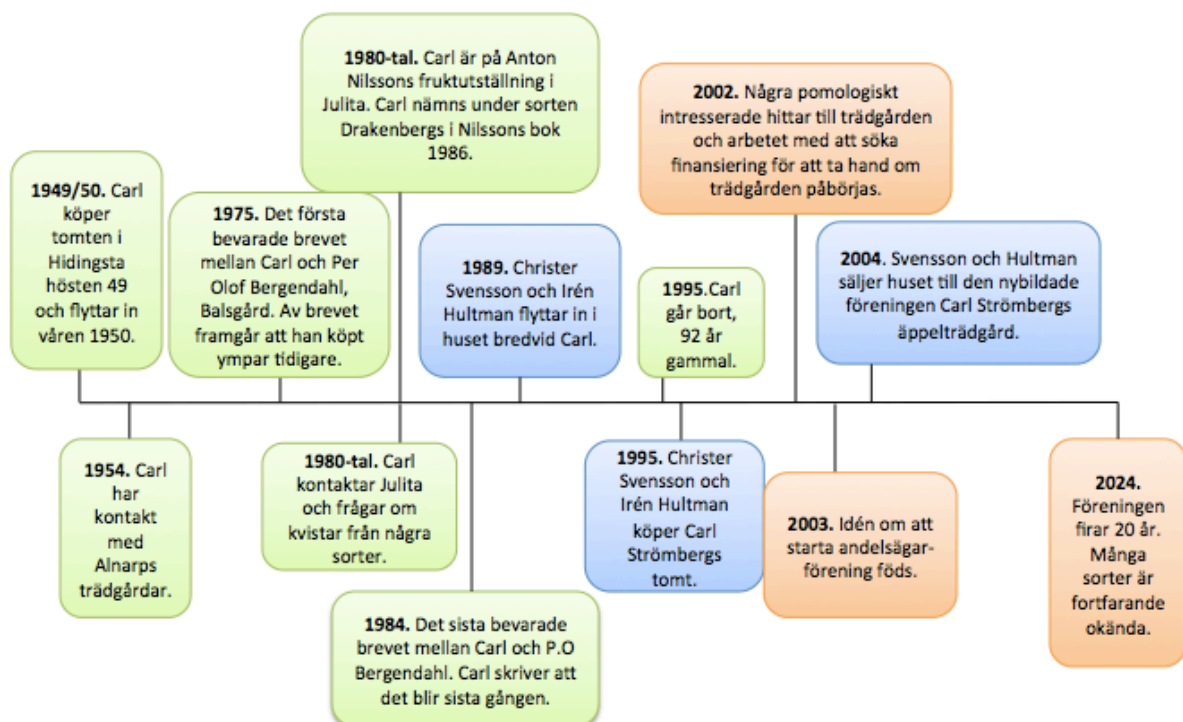 1949/50. Carl
köper
tomten i
Hidingsta
hösten 49
och flyttar in
våren 1950.
1975. Det första
bevarade brevet
mellan Carl och Per
Olof Bergendahl,
Balsgård. Av brevet
framgår att han köpt
ympar tidigare.
1980-tal. Carl är på Anton
Nilssons fruktutställning i
Julita. Carl nämns under sorten
Drakenbergs i Nilssons bok
1986.
1989. Christer
Svensson och Irén
Hultman flyttar in i
huset bredvid Carl.
1995.Carl
går bort,
92 år
gammal.
2002. Några pomologiskt
intresserade hittar till trädgården
och arbetet med att söka
finansiering för att ta hand om
trädgården påbörjas.
2004. Svensson och Hultman
säljer huset till den nybildade
föreningen Carl Strömbergs
äppelträdgård.
1954. Carl
har
kontakt
med
Alnarps
trädgårdar.
1980-tal. Carl
kontaktar Julita
och frågar om
kvistar från några
sorter.
1984. Det sista bevarade
brevet mellan Carl och P.O
Bergendahl. Carl skriver att
det blir sista gången.
1995. Christer
Svensson och
Irén Hultman
köper Carl
Strömbergs
tomt.
2003. Idén om att
starta andelsägar-
förening föds.
2024.
Föreningen
firar 20 år.
Många
sorter är
fortfarande
okända.